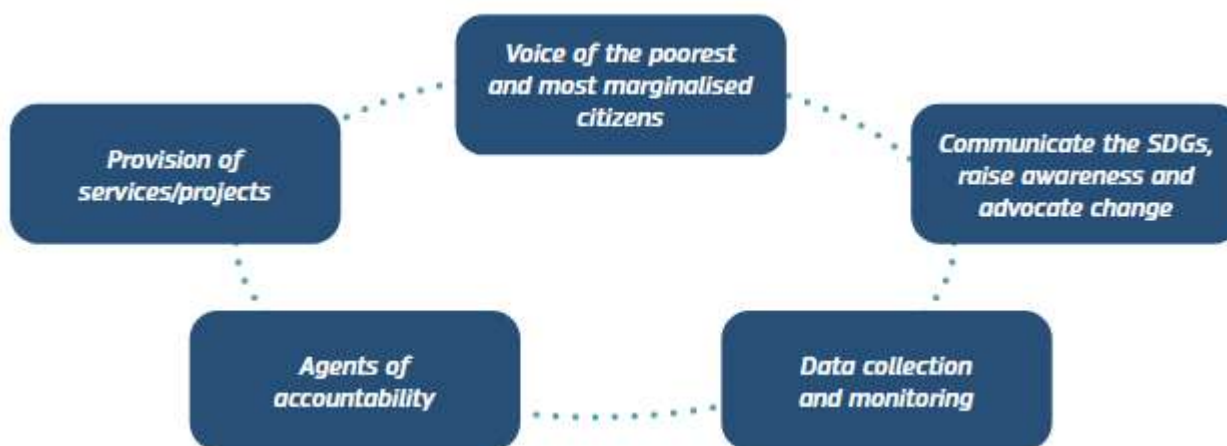 Voice of the poorest
and most marginalised
citizens
Communicate the SDGs,
raise awareness and
advocate change
Data collection
and monitoring
Agents of
accountability
Provision of
services/projects